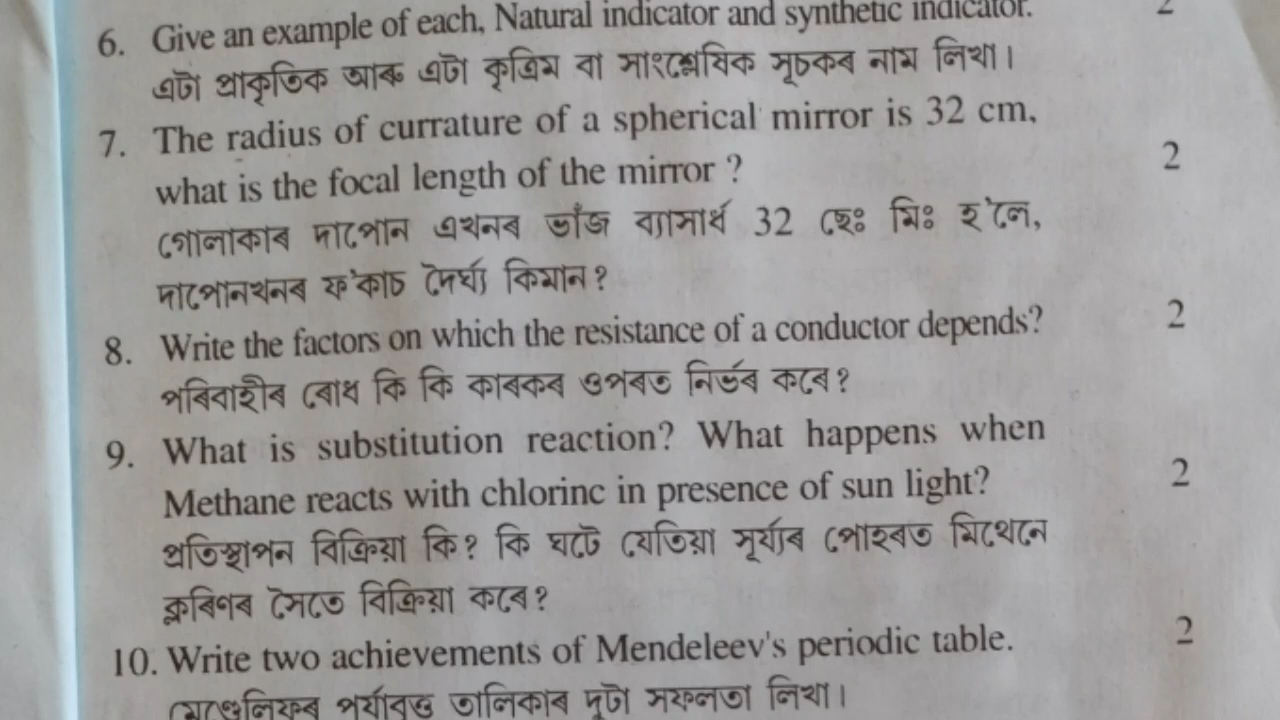 6. Give an example of each, Natural indicator and synthetic indicator. 2
এটা প্ৰাকৃতিক আৰু এটা কৃত্ৰিম বা সাংশ্লেষিক সূচকৰ নাম লিখা।
7. The radius of currature of a spherical mirror is 32 cm,
what is the focal length of the mirror ? 2
গোলাকাৰ দাপোন এখনৰ ভাঁজ ব্যাসাৰ্ধ 32 ছেঃ মিঃ হ'লে,
দাপোনখনৰ ফ'কাচ দৈৰ্ঘ্য কিমান?
8. Write the factors on which the resistance of a conductor depends? 2
পৰিবাহীৰ ৰোধ কি কি কাৰকৰ ওপৰত নিৰ্ভৰ কৰে?
9. What is substitution reaction? What happens when
Methane reacts with chlorinc in presence of sun light? 2
প্ৰতিস্থাপন বিক্ৰিয়া কি? কি ঘটে যেতিয়া সূৰ্য্যৰ পোহৰত মিথেনে
ক্লৰিণৰ সৈতে বিক্ৰিয়া কৰে?
10. Write two achievements of Mendeleev's periodic table. 2
মেণ্ডেলিফৰ পৰ্যাবৃত্ত তালিকাৰ দুটা সফলতা লিখা।